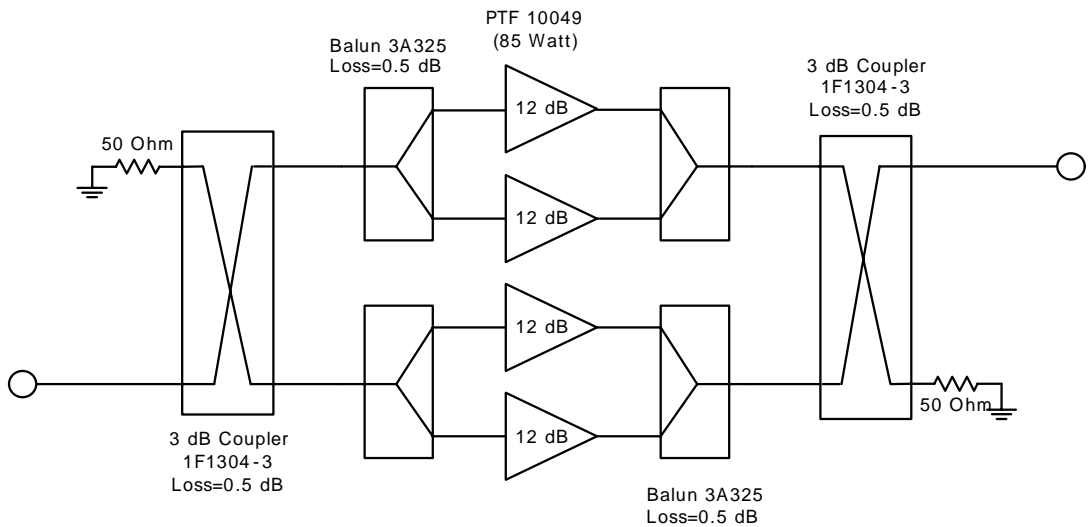 PTF 10049
(85 Watt)
Balun 3A325
Loss=0.5 dB
3 dB Coupler
1F1304-3
Loss=0.5 dB
12 dB
50 Ohm
12 dB
12 dB
12 dB
50 Ohm
3 dB Coupler
1F1304-3
Loss=0.5 dB
Balun 3A325
Loss=0.5 dB